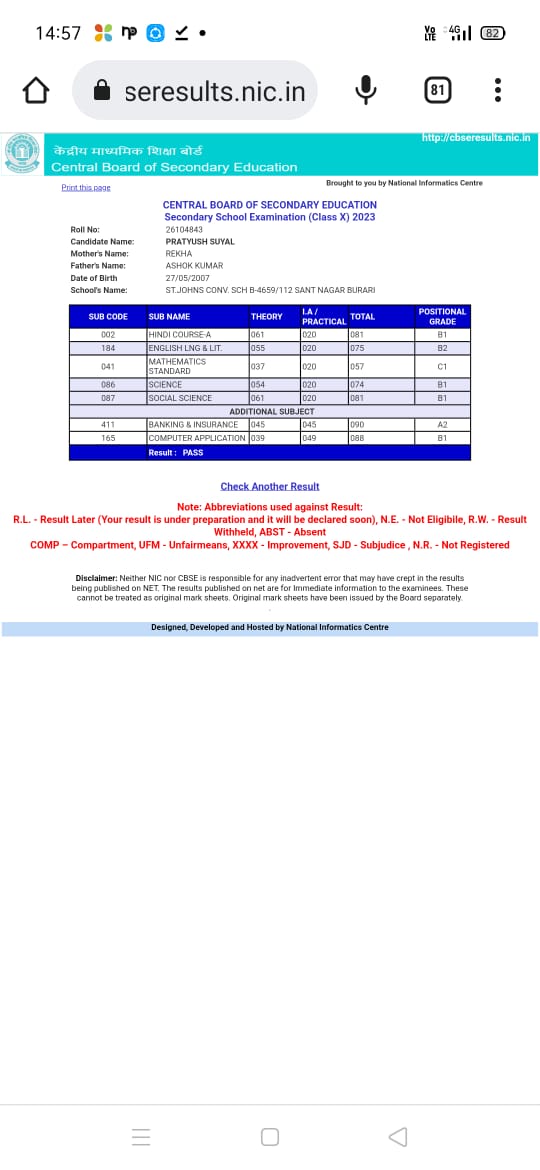 14:57 Vo LTE 4G 82
seresults.nic.in 81
http://cbseresults.nic.in
केंद्रीय माध्यमिक शिक्षा बोर्ड
Central Board of Secondary Education
Print this page Brought to you by National Informatics Centre
CENTRAL BOARD OF SECONDARY EDUCATION
Secondary School Examination (Class X) 2023
Roll No: 26104843
Candidate Name: PRATYUSH SUYAL
Mother's Name: REKHA
Father's Name: ASHOK KUMAR
Date of Birth 27/05/2007
School's Name: ST.JOHNS CONV. SCH B-4659/112 SANT NAGAR BURARI
SUB CODE SUB NAME THEORY I.A / PRACTICAL TOTAL POSITIONAL GRADE
002 HINDI COURSE-A 061 020 081 B1
184 ENGLISH LNG & LIT. 055 020 075 B2
041 MATHEMATICS STANDARD 037 020 057 C1
086 SCIENCE 054 020 074 B1
087 SOCIAL SCIENCE 061 020 081 B1
ADDITIONAL SUBJECT
411 BANKING & INSURANCE 045 045 090 A2
165 COMPUTER APPLICATION 039 049 088 B1
Result : PASS
Check Another Result
Note: Abbreviations used against Result:
R.L. - Result Later (Your result is under preparation and it will be declared soon), N.E. - Not Eligibile, R.W. - Result
Withheld, ABST - Absent
COMP – Compartment, UFM - Unfairmeans, XXXX - Improvement, SJD - Subjudice , N.R. - Not Registered
Disclaimer: Neither NIC nor CBSE is responsible for any inadvertent error that may have crept in the results
being published on NET. The results published on net are for Immediate information to the examinees. These
cannot be treated as original mark sheets. Original mark sheets have been issued by the Board separately.
Designed, Developed and Hosted by National Informatics Centre